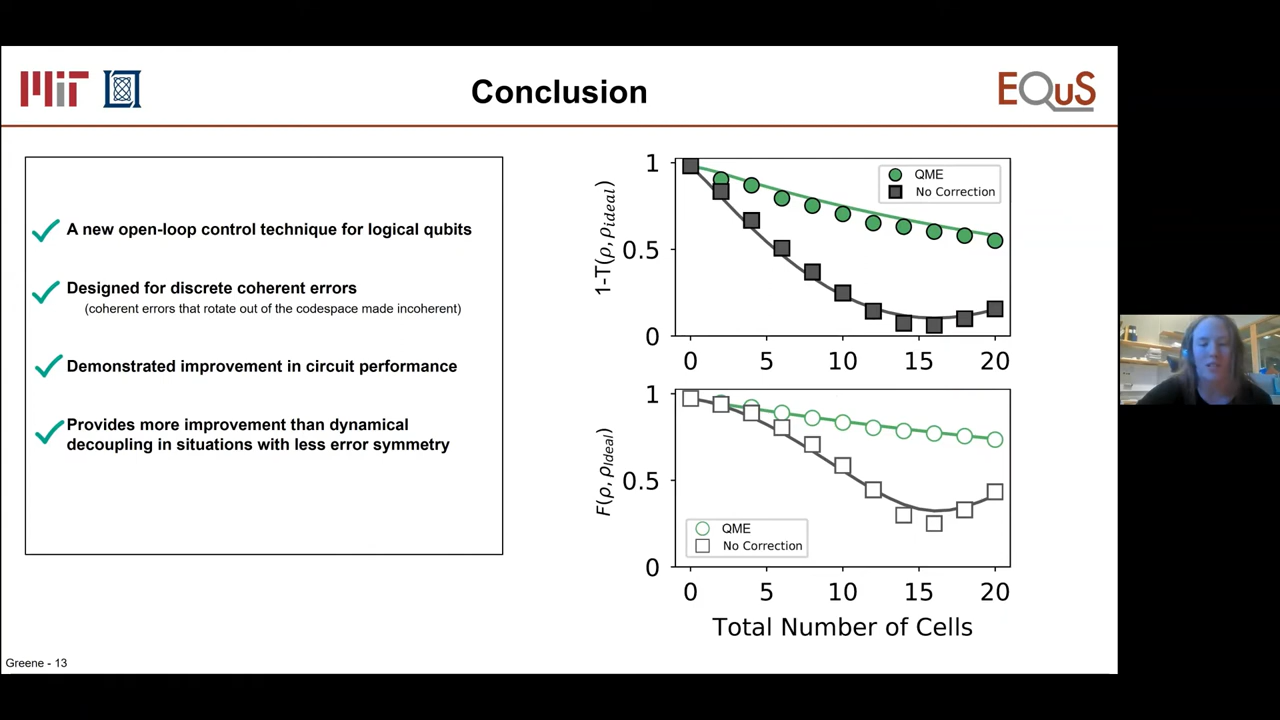 MIT
Conclusion
EQuS
A new open-loop control technique for logical qubits
Designed for discrete coherent errors
(coherent errors that rotate out of the codespace made incoherent)
Demonstrated improvement in circuit performance
Provides more improvement than dynamical
decoupling in situations with less error symmetry
1-T(ρ, ρideal)
1
0.5
0
QME
No Correction
0 5 10 15 20
F(ρ, ρIdeal)
1
0.5
0
QME
No Correction
0 5 10 15 20
Total Number of Cells
Greene - 13